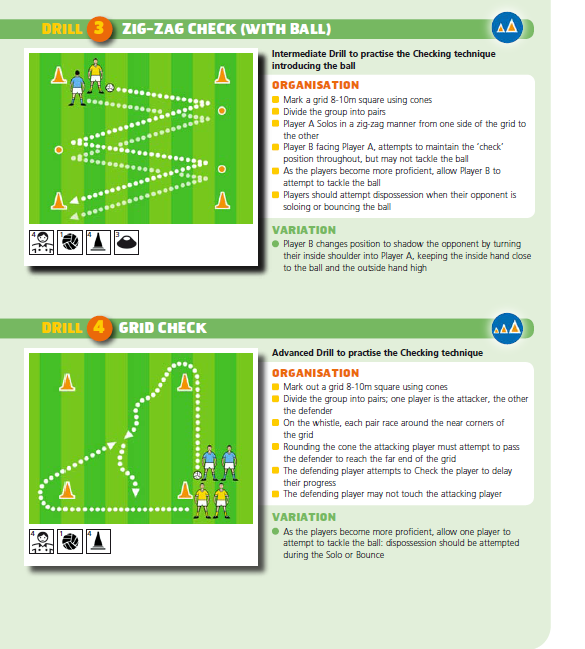 DRILL 3 ZIG-ZAG CHECK (WITH BALL)
Intermediate Drill to practise the Checking technique
introducing the ball
ORGANISATION
Mark a grid 8-10m square using cones
Divide the group into pairs
Player A Solos in a zig-zag manner from one side of the grid to
the other
Player B facing Player A, attempts to maintain the ‘check’
position throughout, but may not tackle the ball
As the players become more proficient, allow Player B to
attempt to tackle the ball
Players should attempt dispossession when their opponent is
soloing or bouncing the ball
4 1 4 3
VARIATION
Player B changes position to shadow the opponent by turning
their inside shoulder into Player A, keeping the inside hand close
to the ball and the outside hand high
DRILL 4 GRID CHECK
Advanced Drill to practise the Checking technique
ORGANISATION
Mark out a grid 8-10m square using cones
Divide the group into pairs; one player is the attacker, the other
the defender
On the whistle, each pair race around the near corners of
the grid
Rounding the cone the attacking player must attempt to pass
the defender to reach the far end of the grid
The defending player attempts to Check the player to delay
their progress
The defending player may not touch the attacking player
4 1 4
VARIATION
As the players become more proficient, allow one player to
attempt to tackle the ball: dispossession should be attempted
during the Solo or Bounce